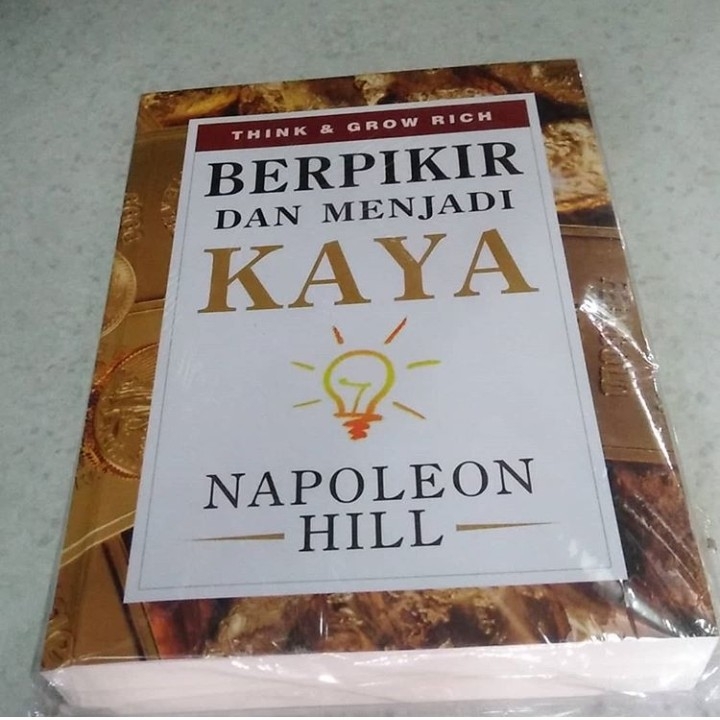 THINK & GROW RICH
BERPIKIR
DAN MENJADI
KAYA
NAPOLEON
HILL